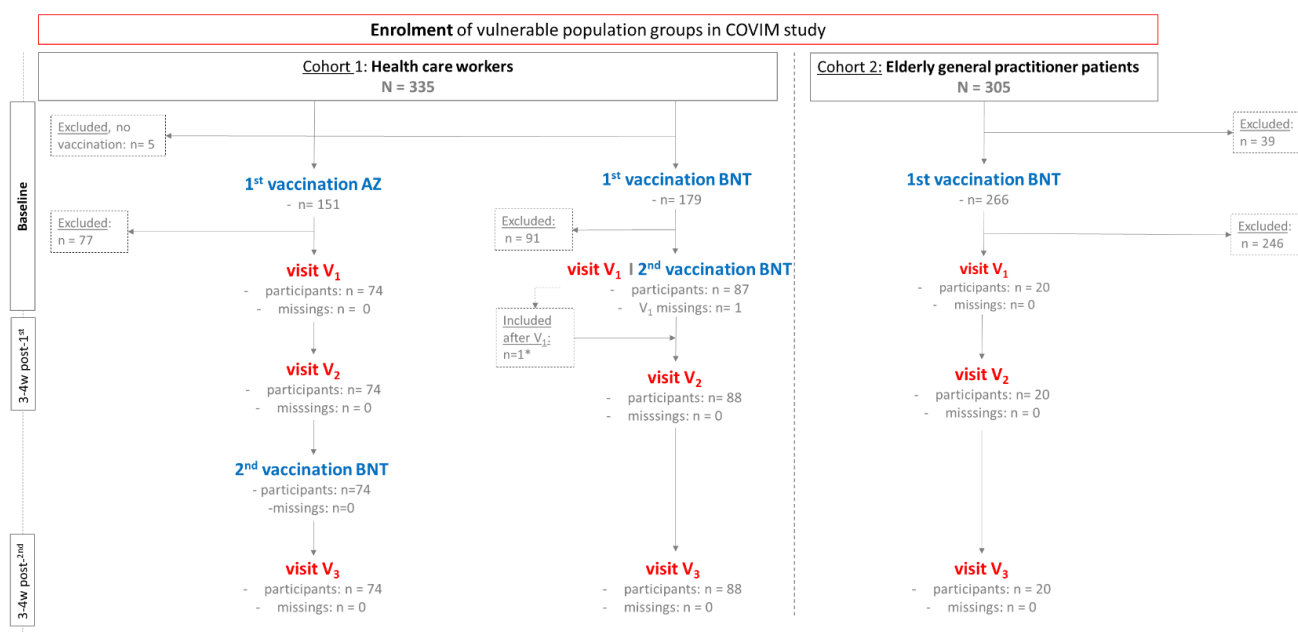 Enrolment of vulnerable population groups in COVIM study
Cohort 1: Health care workers
N = 335
Cohort 2: Elderly general practitioner patients
N = 305
Baseline
Excluded, no
vaccination: n= 5
Excluded:
n = 39
1st vaccination AZ
- n= 151
1st vaccination BNT
- n= 179
1st vaccination BNT
- n= 266
Excluded:
n = 77
Excluded:
n = 91
Excluded:
n = 246
visit V1
- participants: n = 74
- missings: n = 0
visit V1 I 2nd vaccination BNT
- participants: n = 87
- V1 missings: n= 1
visit V1
- participants: n = 20
- missings: n= 0
Included
after V1:
n=1*
3-4w post-1st
visit V2
- participants: n = 74
- misssings: n = 0
visit V2
- participants: n = 88
- misssings: n = 0
visit V2
- participants: n = 20
- misssings: n = 0
2nd vaccination BNT
- participants: n=74
-missings: n=0
3-4w post-2nd
visit V3
- participants: n = 74
- missings: n = 0
visit V3
- participants: n = 88
- missings: n = 0
visit V3
- participants: n = 20
- missings: n = 0